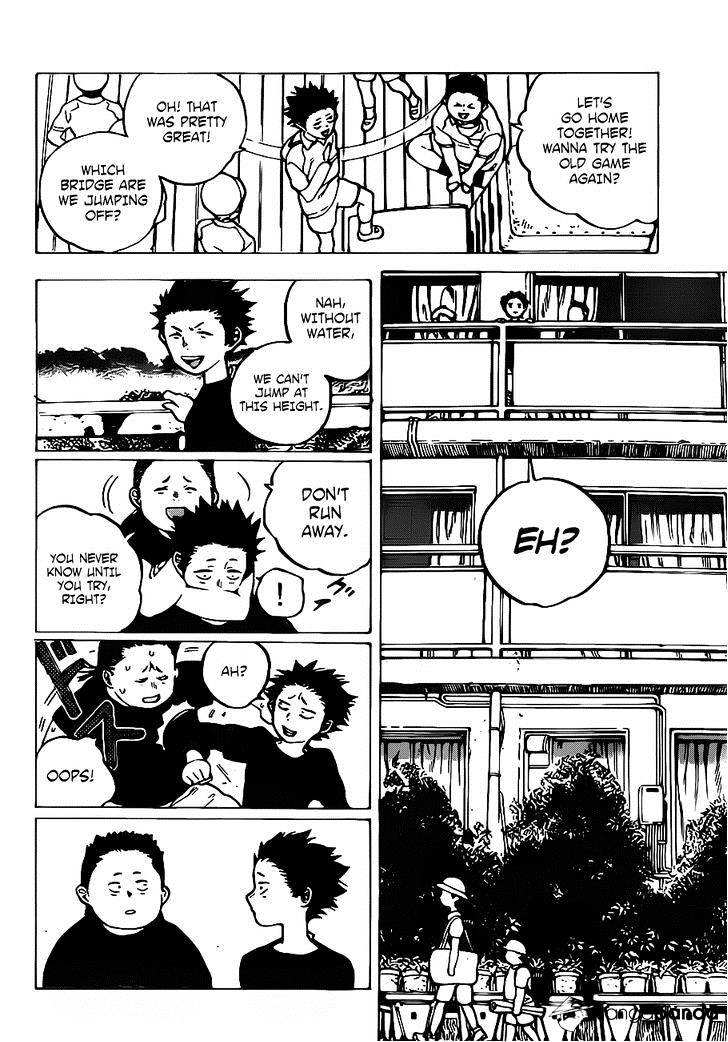 LET'S
GO HOME
TOGETHER!
WANNA TRY THE
OLD GAME
AGAIN?
OH! THAT
WAS PRETTY
GREAT!
WHICH
BRIDGE ARE
WE JUMPING
OFF?
EH?
NAH,
WITHOUT
WATER,
WE CAN'T
JUMP AT
THIS HEIGHT.
DON'T
RUN
AWAY.
YOU NEVER
KNOW UNTIL
YOU TRY,
RIGHT?
!
AH?
OOPS!